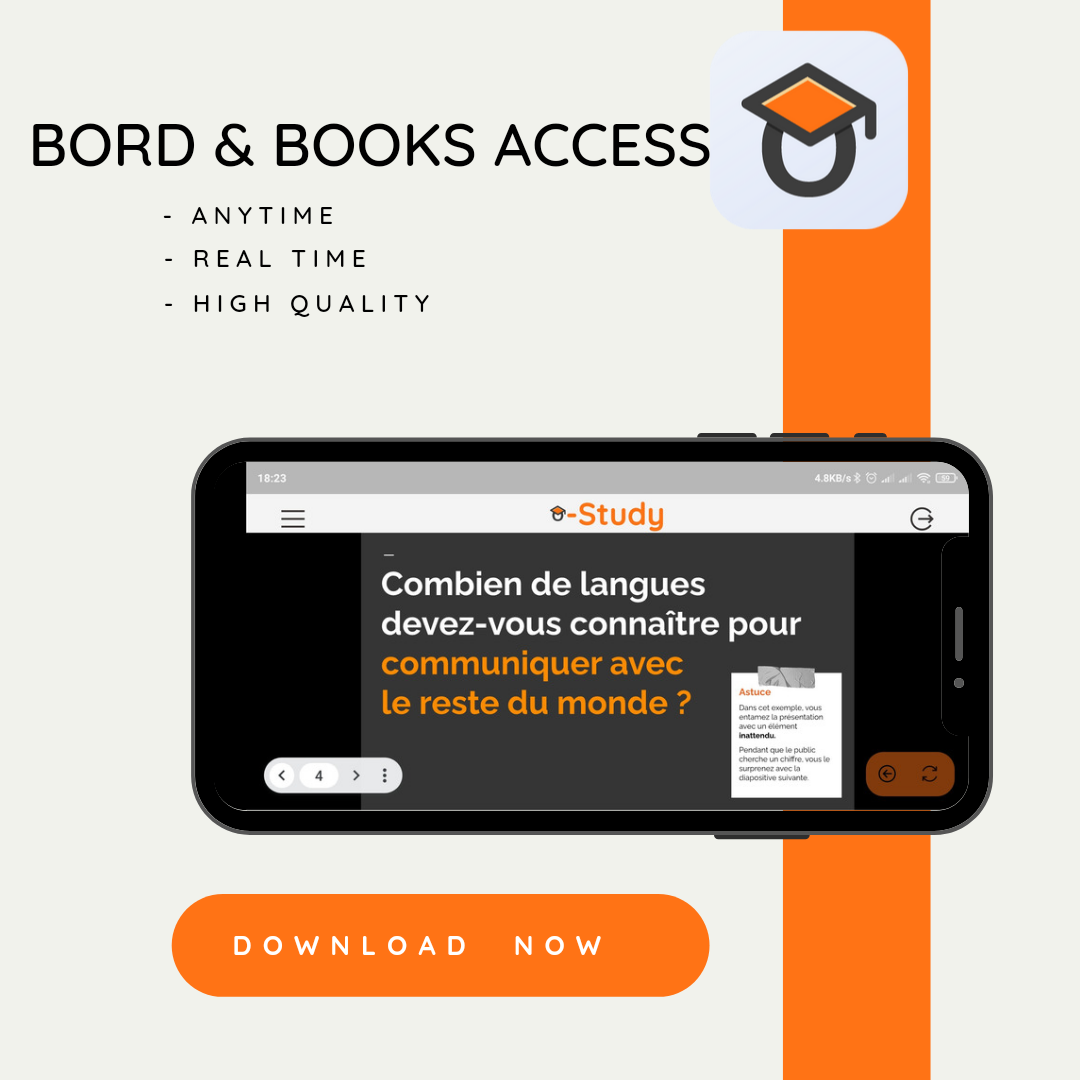 BORD & BOOKS ACCESS
- ANYTIME
- REAL TIME
- HIGH QUALITY
18:23
4.8KB/s
59
O-Study
Combien de langues
devez-vous connaître pour
communiquer avec
le reste du monde ?
Astuce
Dans cet exemple, vous
entamez la présentation
avec un élément
inattendu.
Pendant que le public
cherche un chiffre, vous le
surprenez avec la
diapositive suivante.
4
DOWNLOAD NOW